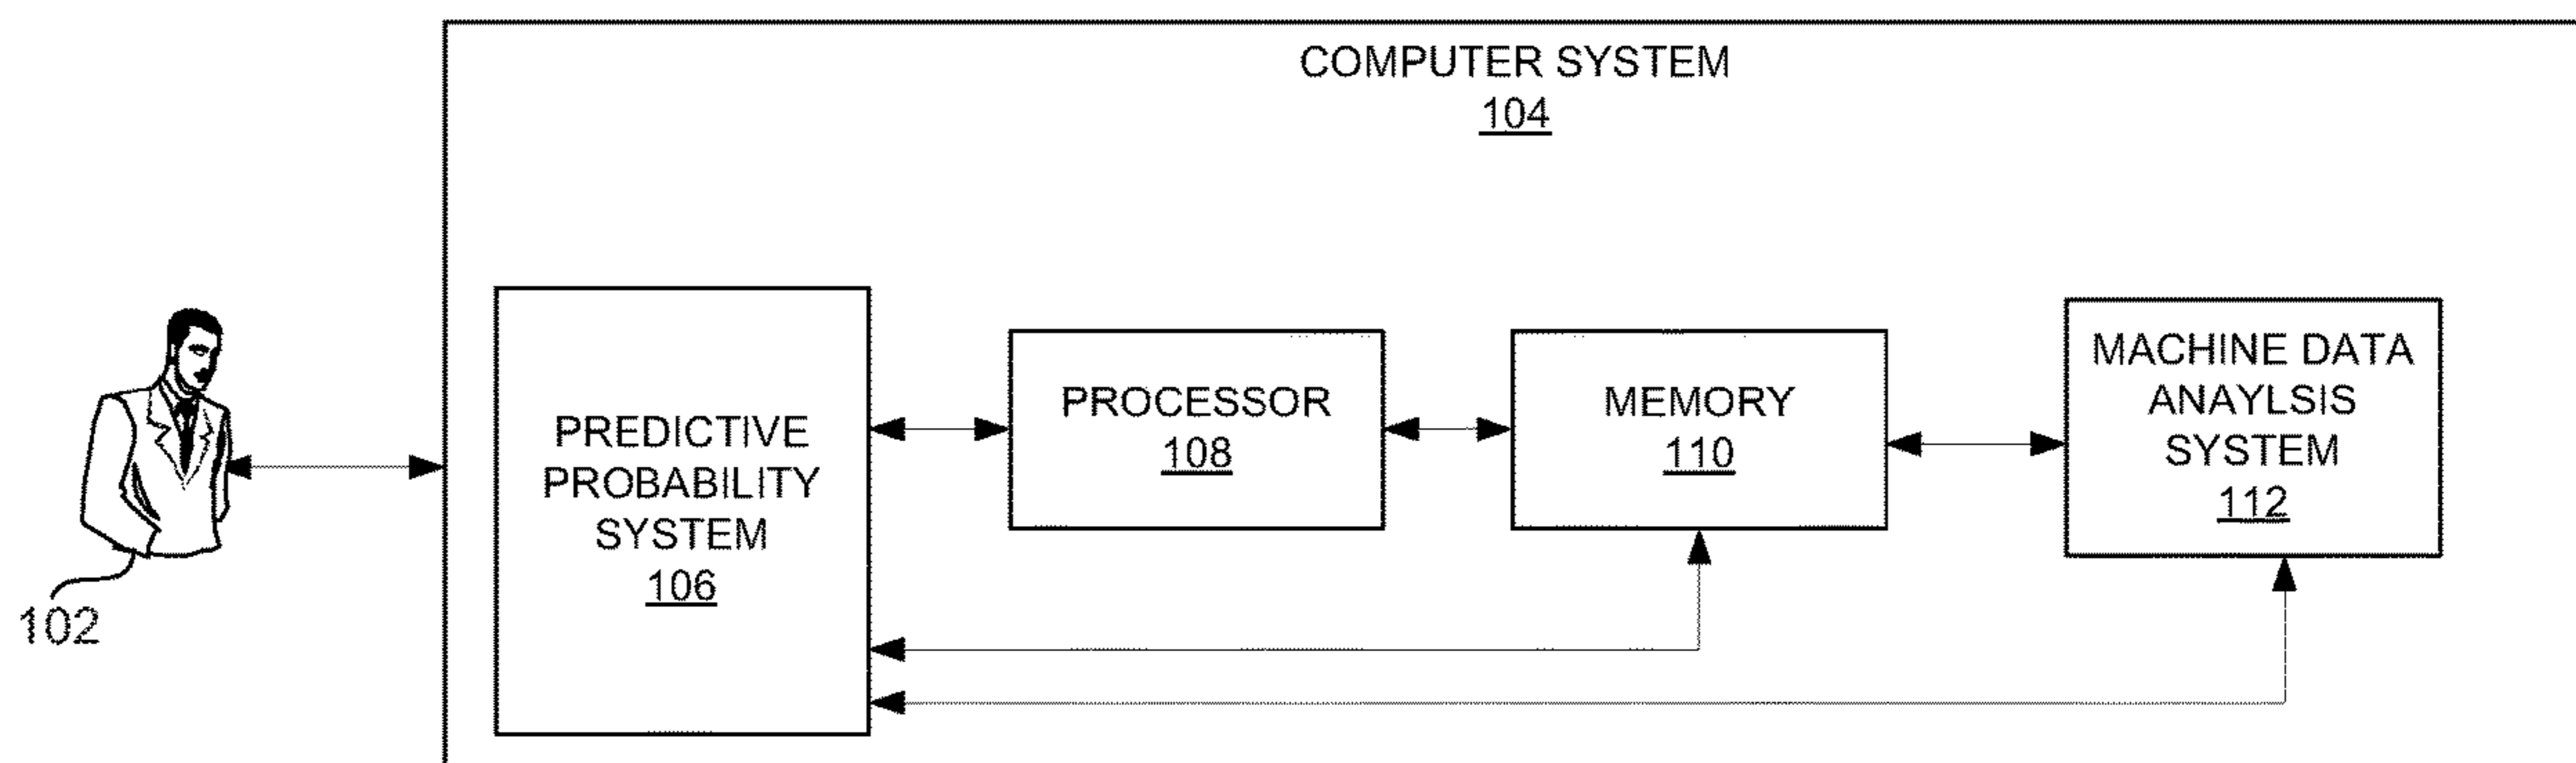 COMPUTER SYSTEM
104
PREDICTIVE
PROBABILITY
SYSTEM
106
PROCESSOR
108
MEMORY
110
MACHINE DATA
ANAYLSIS
SYSTEM
112
102